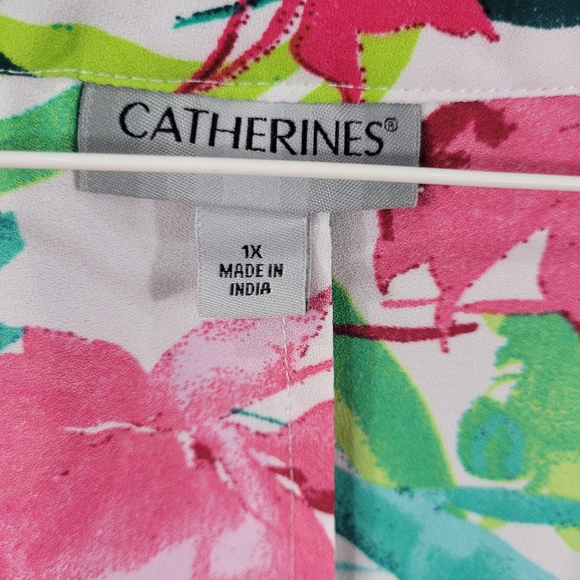 CATHERINES®
1X
MADE IN
INDIA